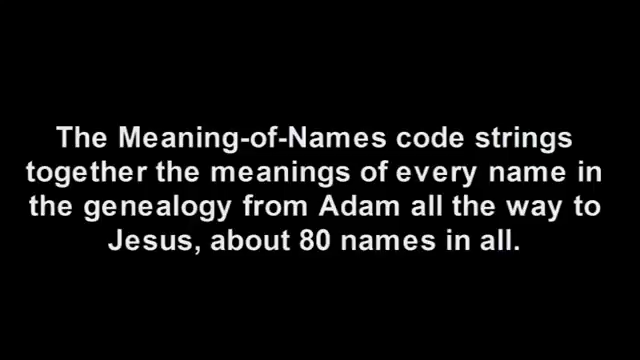 The Meaning-of-Names code strings
together the meanings of every name in
the genealogy from Adam all the way to
Jesus, about 80 names in all.